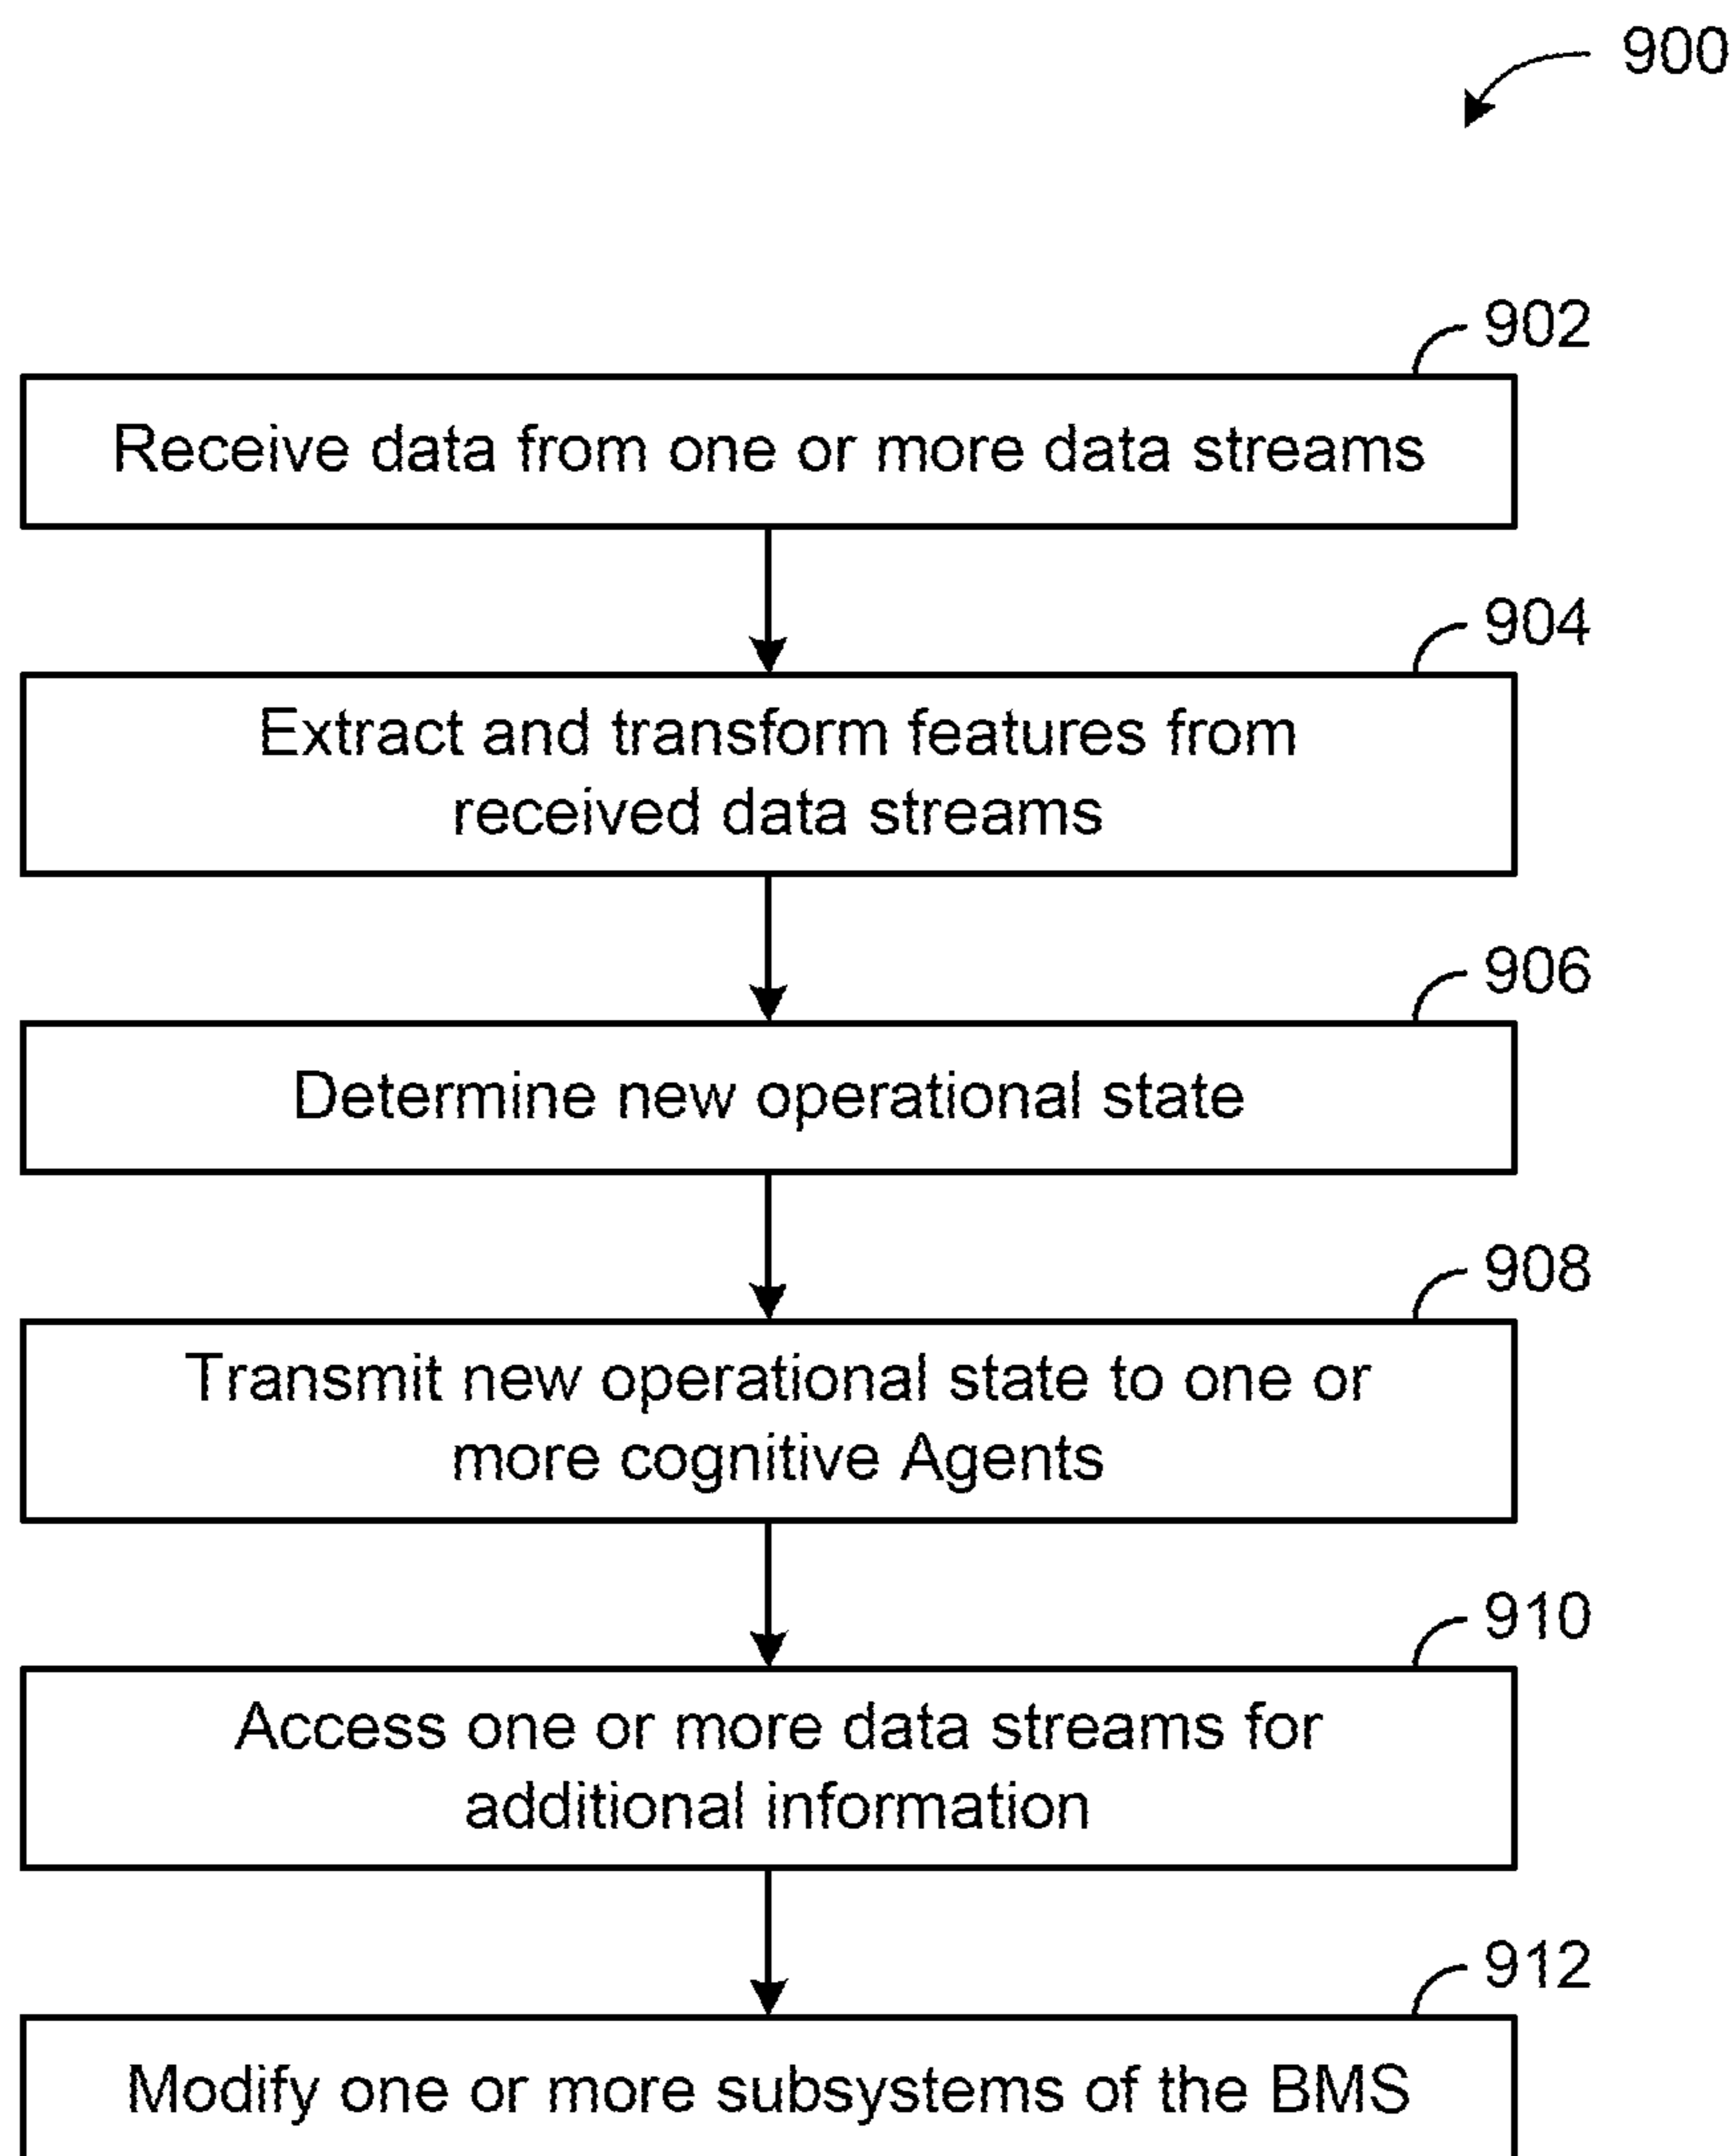 900
902
Receive data from one or more data streams
904
Extract and transform features from
received data streams
906
Determine new operational state
908
Transmit new operational state to one or
more cognitive Agents
910
Access one or more data streams for
additional information
912
Modify one or more subsystems of the BMS